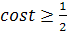 cost ≥ 1/2